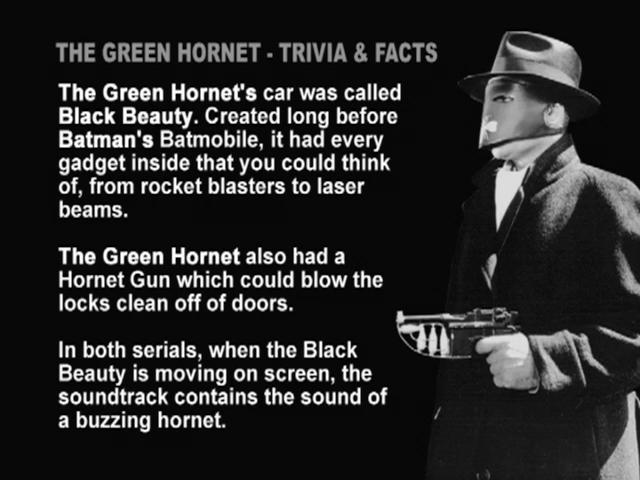 THE GREEN HORNET - TRIVIA & FACTS
The Green Hornet's car was called
Black Beauty. Created long before
Batman's Batmobile, it had every
gadget inside that you could think
of, from rocket blasters to laser
beams.
The Green Hornet also had a
Hornet Gun which could blow the
locks clean off of doors.
In both serials, when the Black
Beauty is moving on screen, the
soundtrack contains the sound of
a buzzing hornet.